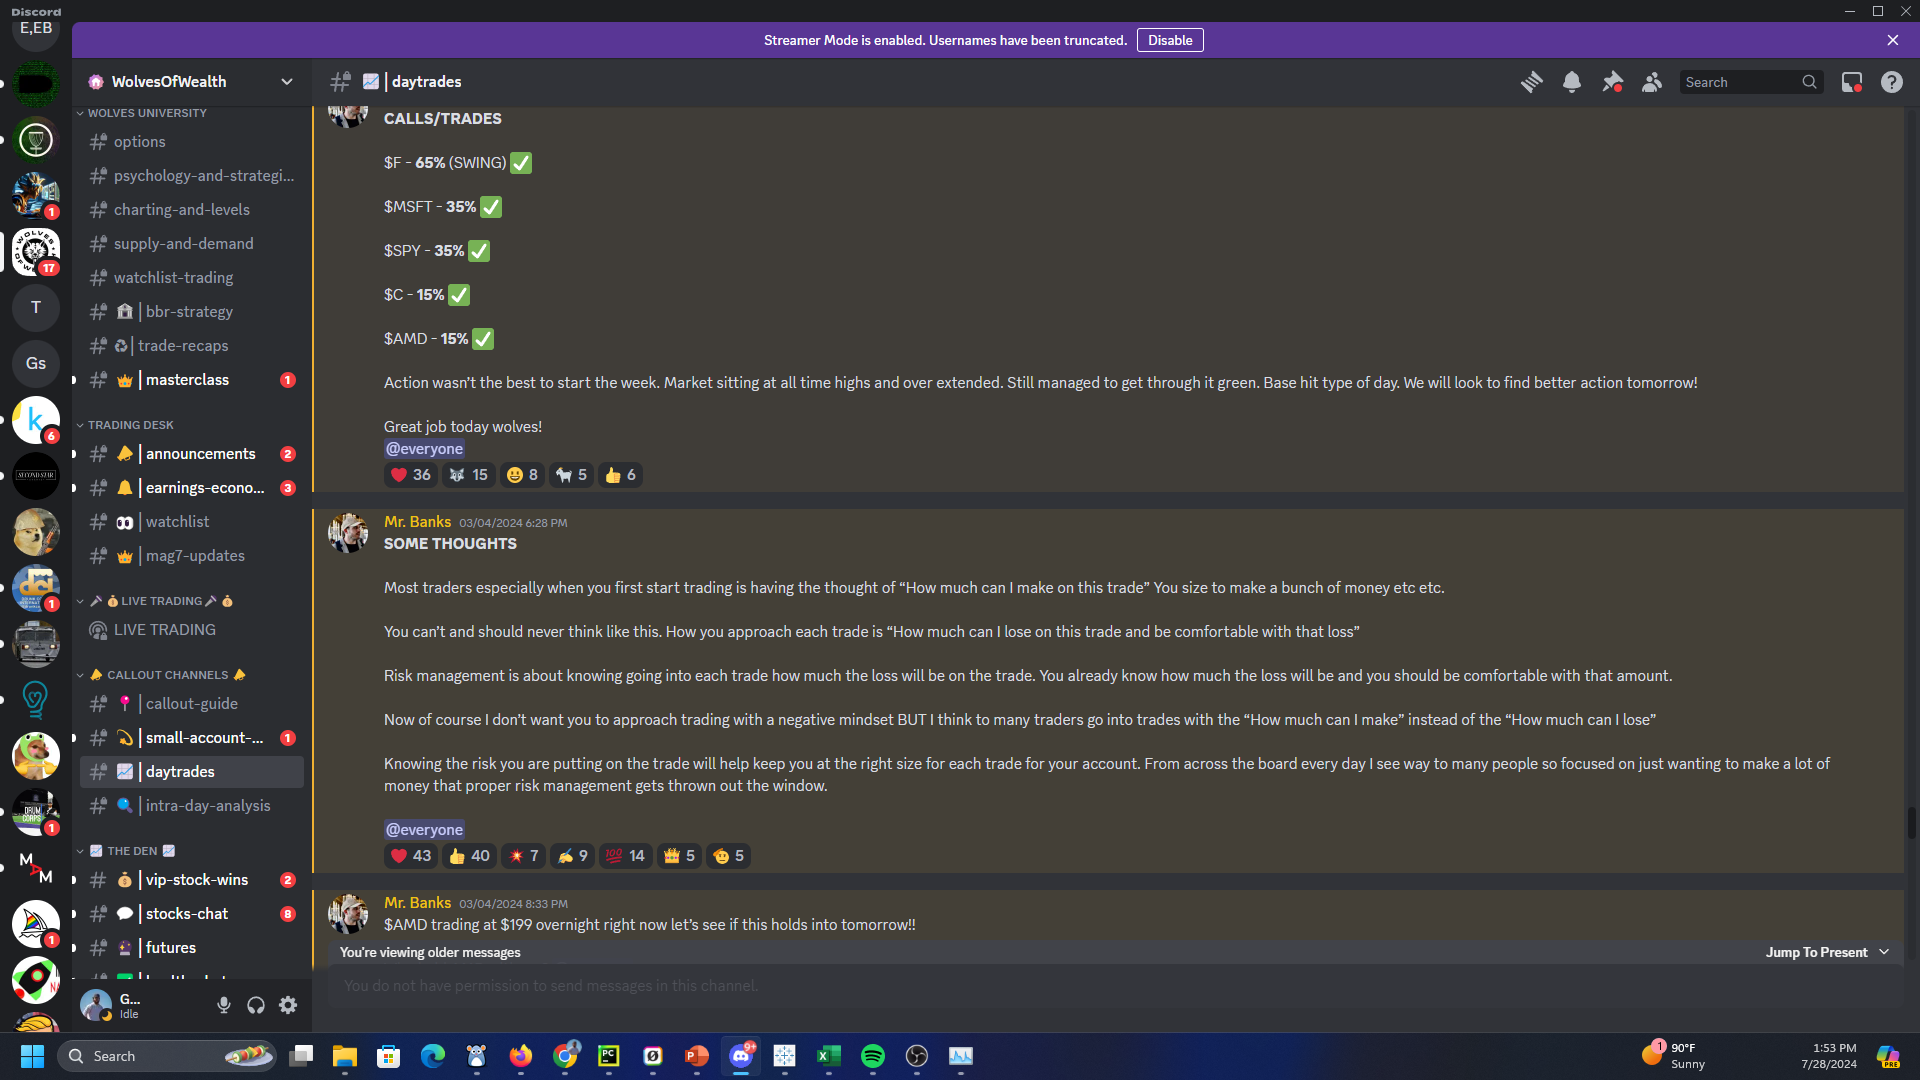 Discord
E,EB
Streamer Mode is enabled. Usernames have been truncated.
Disable
WolvesOfWealth
| daytrades
Search
WOLVES UNIVERSITY
options
psychology-and-strategi...
charting-and-levels
supply-and-demand
watchlist-trading
| bbr-strategy
| trade-recaps
| masterclass
1
TRADING DESK
| announcements
2
| earnings-econo...
3
| watchlist
| mag7-updates
LIVE TRADING
LIVE TRADING
CALLOUT CHANNELS
| callout-guide
| small-account-...
1
| daytrades
| intra-day-analysis
THE DEN
| vip-stock-wins
2
| stocks-chat
8
| futures
1
17
T
Gs
k
6
SECOND STAR
dci
1
DRUM CORPS
1
M A M
1
G...
Idle
CALLS/TRADES
$F - 65% (SWING) ✅
$MSFT - 35% ✅
$SPY - 35% ✅
$C - 15% ✅
$AMD - 15% ✅
Action wasn’t the best to start the week. Market sitting at all time highs and over extended. Still managed to get through it green. Base hit type of day. We will look to find better action tomorrow!
Great job today wolves!
@everyone
36 15 8 5 6
Mr. Banks 03/04/2024 6:28 PM
SOME THOUGHTS
Most traders especially when you first start trading is having the thought of “How much can I make on this trade” You size to make a bunch of money etc etc.
You can’t and should never think like this. How you approach each trade is “How much can I lose on this trade and be comfortable with that loss”
Risk management is about knowing going into each trade how much the loss will be on the trade. You already know how much the loss will be and you should be comfortable with that amount.
Now of course I don’t want you to approach trading with a negative mindset BUT I think to many traders go into trades with the “How much can I make” instead of the “How much can I lose”
Knowing the risk you are putting on the trade will help keep you at the right size for each trade for your account. From across the board every day I see way to many people so focused on just wanting to make a lot of
money that proper risk management gets thrown out the window.
@everyone
43 40 7 9 100 14 5 5
Mr. Banks 03/04/2024 8:33 PM
$AMD trading at $199 overnight right now let’s see if this holds into tomorrow!!
You're viewing older messages
Jump To Present
You do not have permission to send messages in this channel.
Search
PC
P
9+
X
1
90°F
Sunny
1:53 PM
7/28/2024
PRE